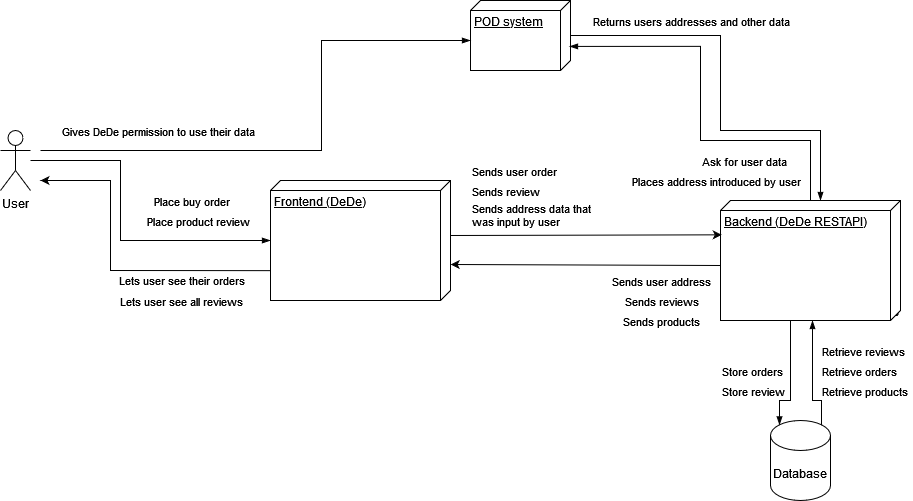 POD system
Returns users addresses and other data
Gives DeDe permission to use their data
User
Ask for user data
Places address introduced by user
Place buy order
Place product review
Frontend (DeDe)
Sends user order
Sends review
Sends address data that
was input by user
Backend (DeDe RESTAPI)
Lets user see their orders
Lets user see all reviews
Sends user address
Sends reviews
Sends products
Store orders
Store review
Retrieve reviews
Retrieve orders
Retrieve products
Database